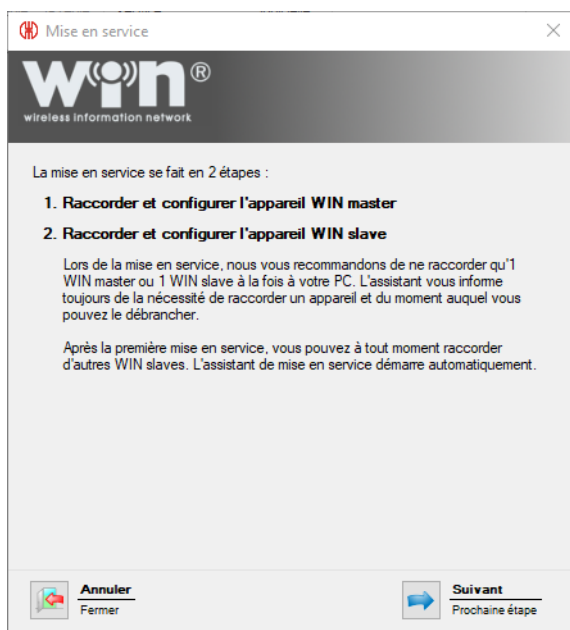 Mise en service
win®
wireless information network
La mise en service se fait en 2 étapes :
1. Raccorder et configurer l'appareil WIN master
2. Raccorder et configurer l'appareil WIN slave
Lors de la mise en service, nous vous recommandons de ne raccorder qu'1
WIN master ou 1 WIN slave à la fois à votre PC. L'assistant vous informe
toujours de la nécessité de raccorder un appareil et du moment auquel vous
pouvez le débrancher.
Après la première mise en service, vous pouvez à tout moment raccorder
d'autres WIN slaves. L'assistant de mise en service démarre automatiquement.
Annuler
Fermer
Suivant
Prochaine étape